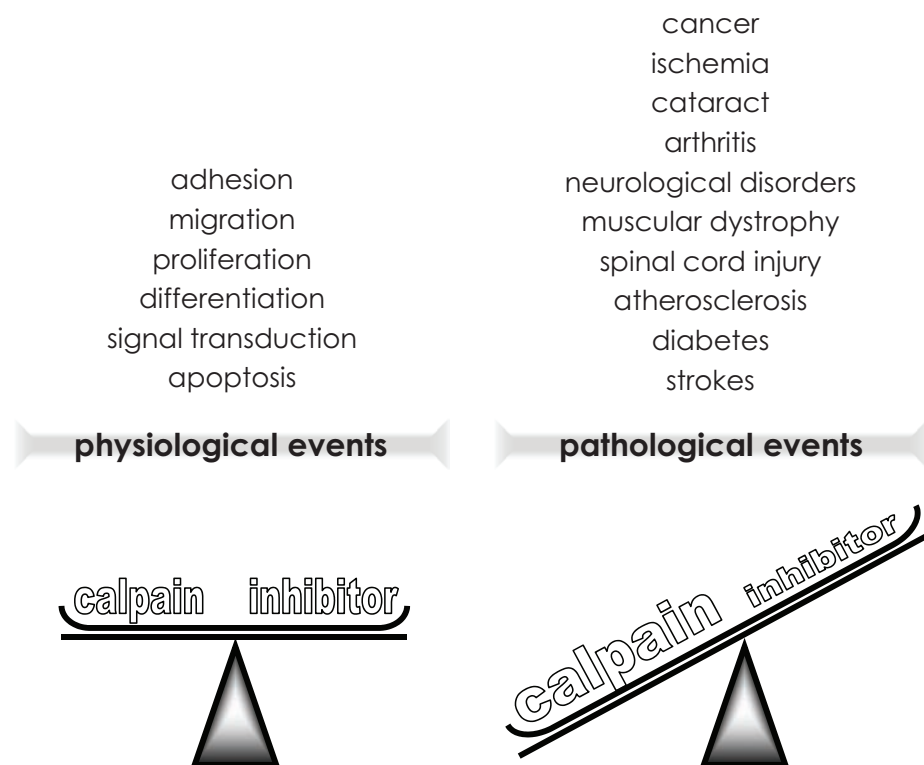 adhesion
migration
proliferation
differentiation
signal transduction
apoptosis
physiological events
calpain inhibitor
cancer
ischemia
cataract
arthritis
neurological disorders
muscular dystrophy
spinal cord injury
atherosclerosis
diabetes
strokes
pathological events
calpain inhibitor